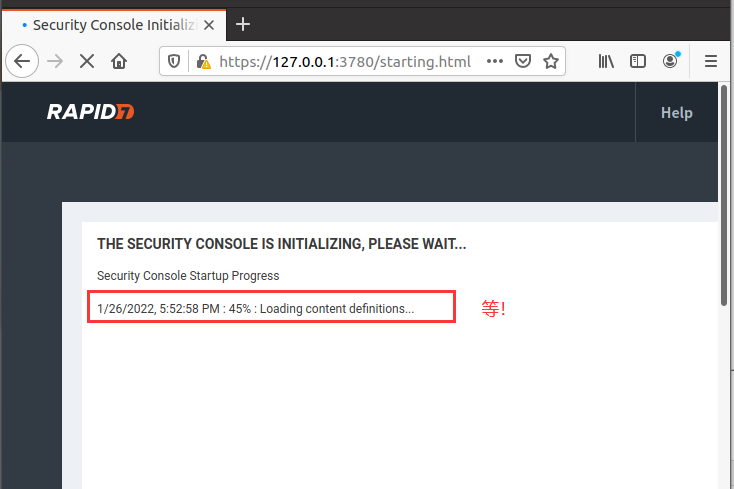 Security Console Initializ
https://127.0.0.1:3780/starting.html
RAPID7
Help
THE SECURITY CONSOLE IS INITIALIZING, PLEASE WAIT...
Security Console Startup Progress
1/26/2022, 5:52:58 PM : 45% : Loading content definitions...
等!